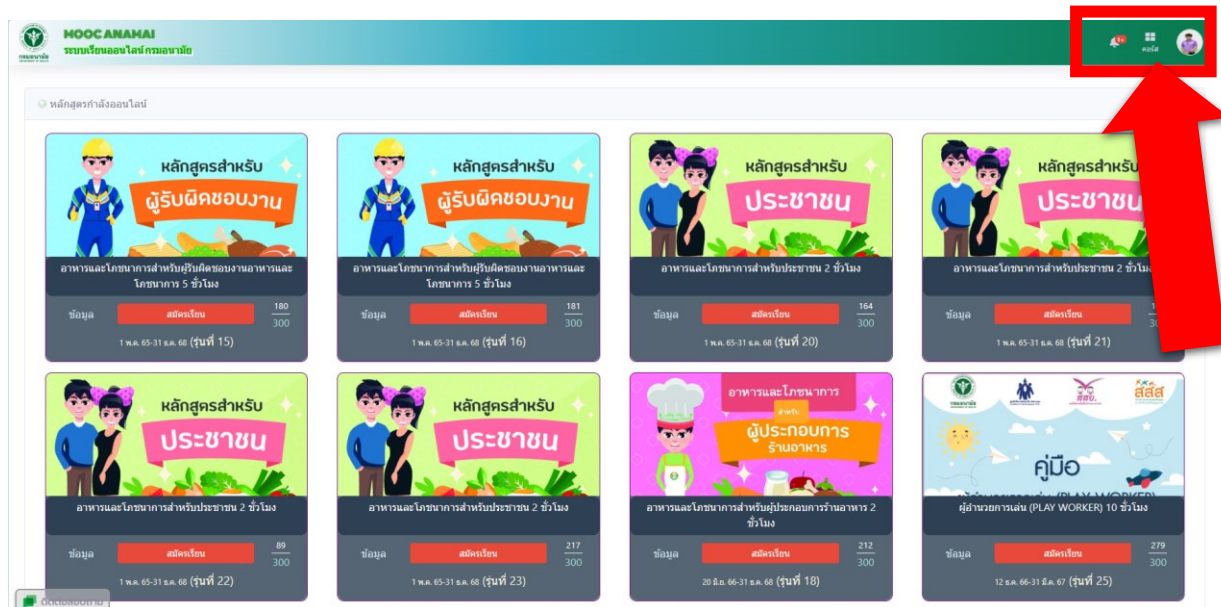 MOOC ANAMAI
ระบบเรียนออนไลน์ กรมอนามัย
กรมอนามัย
9+
คอร์ส
หลักสูตรกำลังออนไลน์
หลักสูตรสำหรับ
ผู้รับผิดชอบงาน
อาหารและโภชนาการสำหรับผู้รับผิดชอบงานอาหารและ
โภชนาการ 5 ชั่วโมง
ข้อมูล
สมัครเรียน
180
300
1 พ.ค. 65-31 ธ.ค. 68 (รุ่นที่ 15)
หลักสูตรสำหรับ
ผู้รับผิดชอบงาน
อาหารและโภชนาการสำหรับผู้รับผิดชอบงานอาหารและ
โภชนาการ 5 ชั่วโมง
ข้อมูล
สมัครเรียน
181
300
1 พ.ค. 65-31 ธ.ค. 68 (รุ่นที่ 16)
หลักสูตรสำหรับ
ประชาชน
อาหารและโภชนาการสำหรับประชาชน 2 ชั่วโมง
ข้อมูล
สมัครเรียน
164
300
1 พ.ค. 65-31 ธ.ค. 68 (รุ่นที่ 20)
หลักสูตรสำหรับ
ประชาชน
อาหารและโภชนาการสำหรับประชาชน 2 ชั่วโมง
ข้อมูล
สมัครเรียน
1 พ.ค. 65-31 ธ.ค. 68 (รุ่นที่ 21)
หลักสูตรสำหรับ
ประชาชน
อาหารและโภชนาการสำหรับประชาชน 2 ชั่วโมง
ข้อมูล
สมัครเรียน
89
300
1 พ.ค. 65-31 ธ.ค. 68 (รุ่นที่ 22)
หลักสูตรสำหรับ
ประชาชน
อาหารและโภชนาการสำหรับประชาชน 2 ชั่วโมง
ข้อมูล
สมัครเรียน
217
300
1 พ.ค. 65-31 ธ.ค. 68 (รุ่นที่ 23)
อาหารและโภชนาการ
สำหรับ
ผู้ประกอบการ
ร้านอาหาร
อาหารและโภชนาการสำหรับผู้ประกอบการร้านอาหาร 2
ชั่วโมง
ข้อมูล
สมัครเรียน
212
300
20 มิ.ย. 66-31 ธ.ค. 68 (รุ่นที่ 18)
สสส
คู่มือ
ผู้อำนวยการเล่น (PLAY WORKER) 10 ชั่วโมง
ข้อมูล
สมัครเรียน
279
300
12 ธ.ค. 66-31 มี.ค. 67 (รุ่นที่ 25)
ติดต่อสอบถาม